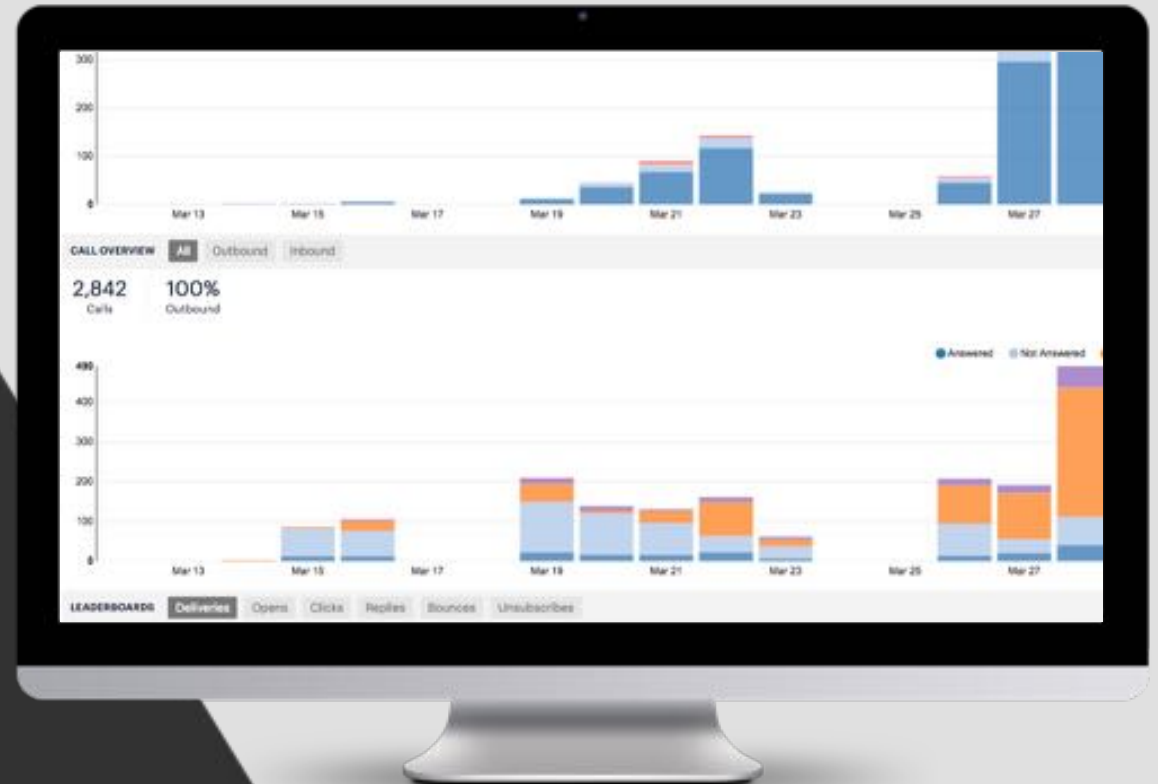 300
200
100
0
Mar 13 Mar 15 Mar 17 Mar 19 Mar 21 Mar 23 Mar 25 Mar 27
CALL OVERVIEW All Outbound Inbound
2,842 100%
Calls Outbound
Answered Not Answered
490
400
300
200
100
0
Mar 13 Mar 15 Mar 17 Mar 19 Mar 21 Mar 23 Mar 25 Mar 27
LEADERBOARDS Deliveries Opens Clicks Replies Bounces Unsubscribes